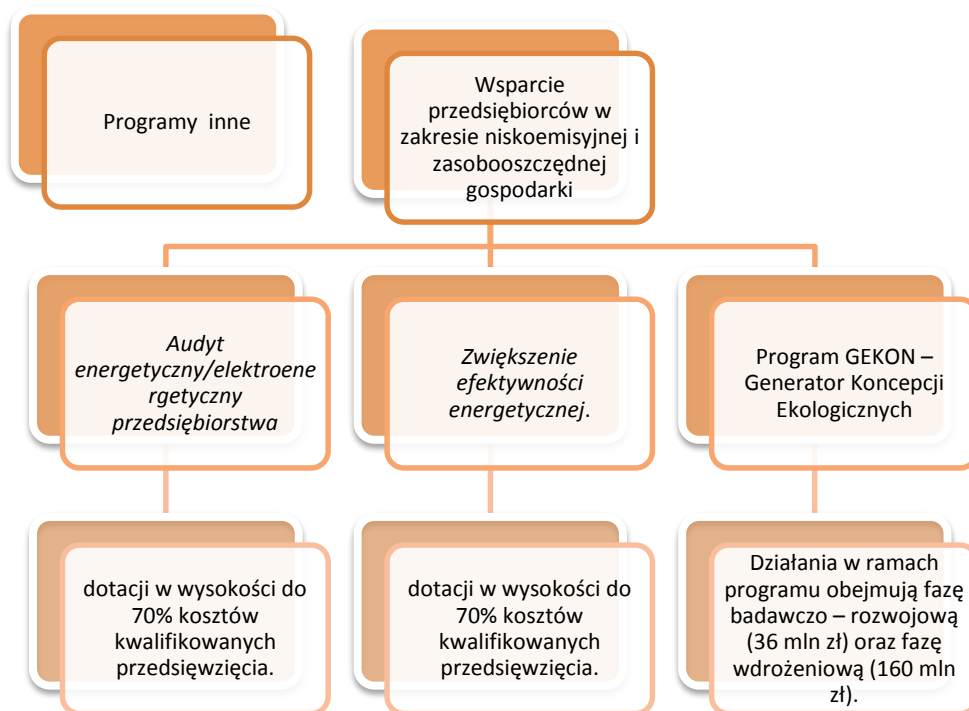 Programy  inne
Wsparcie
przedsiębiorców w
zakresie niskoemisyjnej i
zasobooszczędnej
gospodarki
Audyt
energetyczny/elektroene
rgetyczny
przedsiębiorstwa
Zwiększenie
efektywności
energetycznej.
Program GEKON –
Generator Koncepcji
Ekologicznych
dotacji w wysokości do
70% kosztów
kwalifikowanych
przedsięwzięcia.
dotacji w wysokości do
70% kosztów
kwalifikowanych
przedsięwzięcia.
Działania w ramach
programu obejmują fazę
badawczo – rozwojową
(36 mln zł) oraz fazę
wdrożeniową (160 mln
zł).